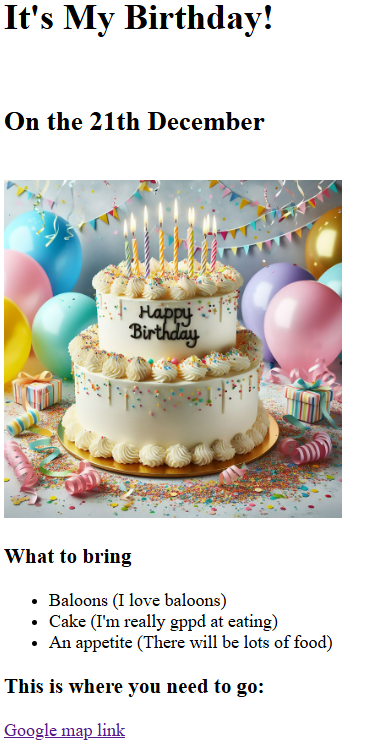 It's My Birthday!
On the 21th December
Happy
Birthday
What to bring
Baloons (I love baloons)
Cake (I'm really gppd at eating)
An appetite (There will be lots of food)
This is where you need to go:
Google map link